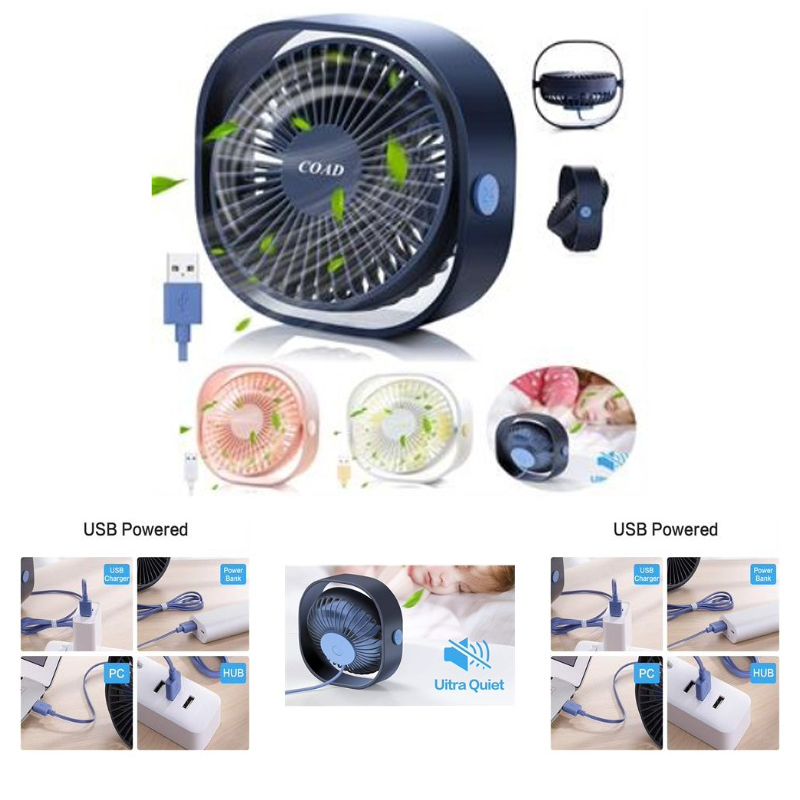 COAD
USB Powered
USB
Charger
Power
Bank
PC
HUB
Uitra Quiet
USB Powered
USB
Charger
Power
Bank
PC
HUB